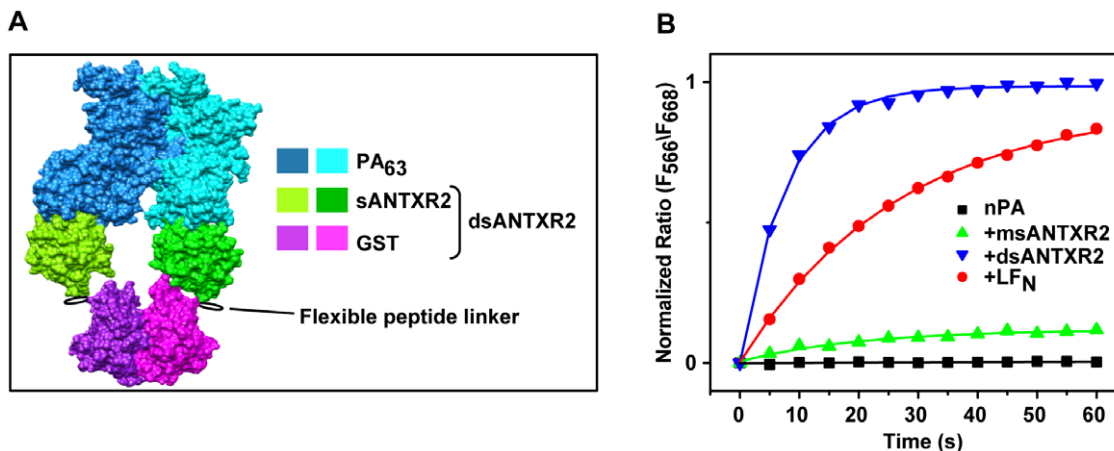 A
PA63
sANTXR2
dsANTXR2
GST
Flexible peptide linker
B
Normalized Ratio (F566\F668)
1
0
nPA
+msANTXR2
+dsANTXR2
+LFN
0 10 20 30 40 50 60
Time (s)